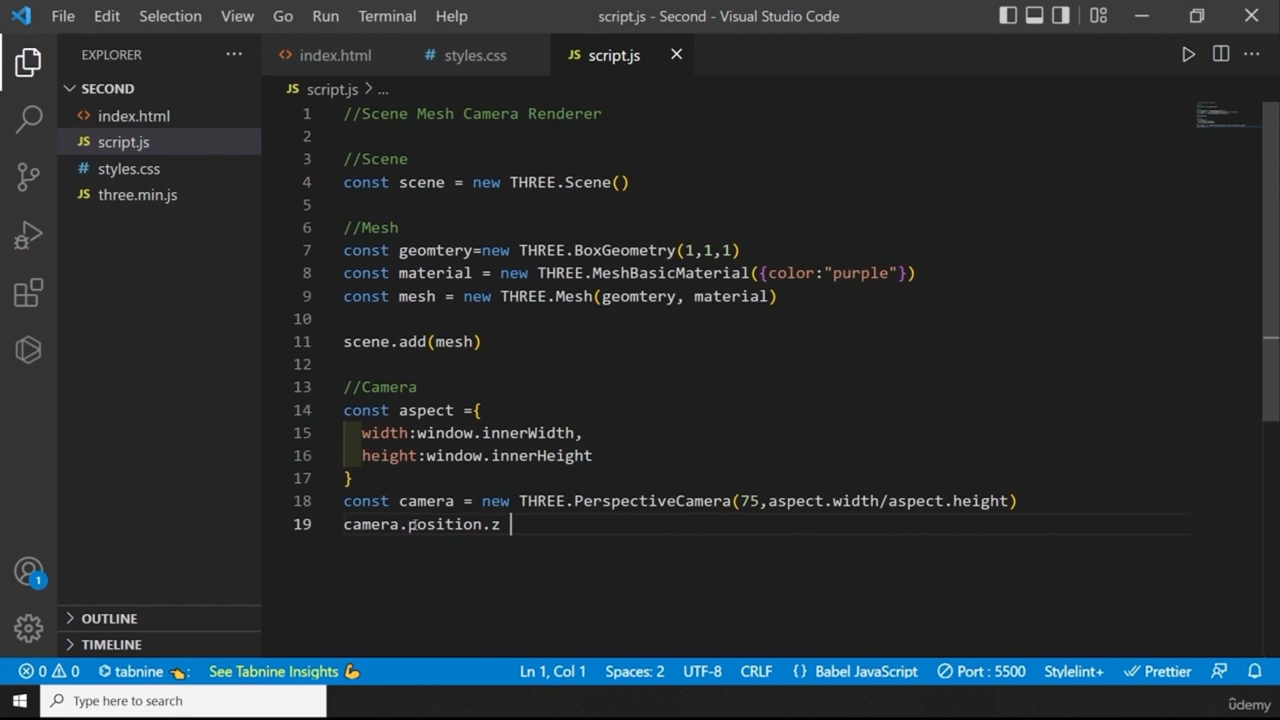 File Edit Selection View Go Run Terminal Help script.js - Second - Visual Studio Code
EXPLORER
SECOND
index.html
script.js
styles.css
three.min.js
OUTLINE
TIMELINE
<> index.html
# styles.css
JS script.js
JS script.js > ...
1 //Scene Mesh Camera Renderer
2
3 //Scene
4 const scene = new THREE.Scene()
5
6 //Mesh
7 const geomtery=new THREE.BoxGeometry(1,1,1)
8 const material = new THREE.MeshBasicMaterial({color:"purple"})
9 const mesh = new THREE.Mesh(geomtery, material)
10
11 scene.add(mesh)
12
13 //Camera
14 const aspect ={
15 width:window.innerWidth,
16 height:window.innerHeight
17 }
18 const camera = new THREE.PerspectiveCamera(75,aspect.width/aspect.height)
19 camera.position.z
1
0 0 tabnine 👈: See Tabnine Insights 💪 Ln 1, Col 1 Spaces: 2 UTF-8 CRLF {} Babel JavaScript Port : 5500 Stylelint+ Prettier
Type here to search
ûdemy